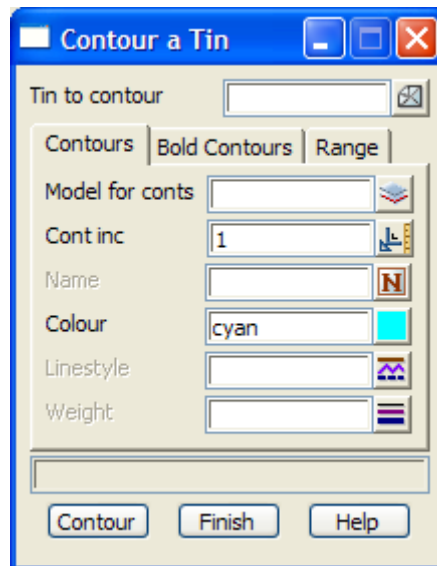 Contour a Tin
Tin to contour
Contours Bold Contours Range
Model for conts
Cont inc 1
Name N
Colour cyan
Linestyle
Weight
Contour Finish Help